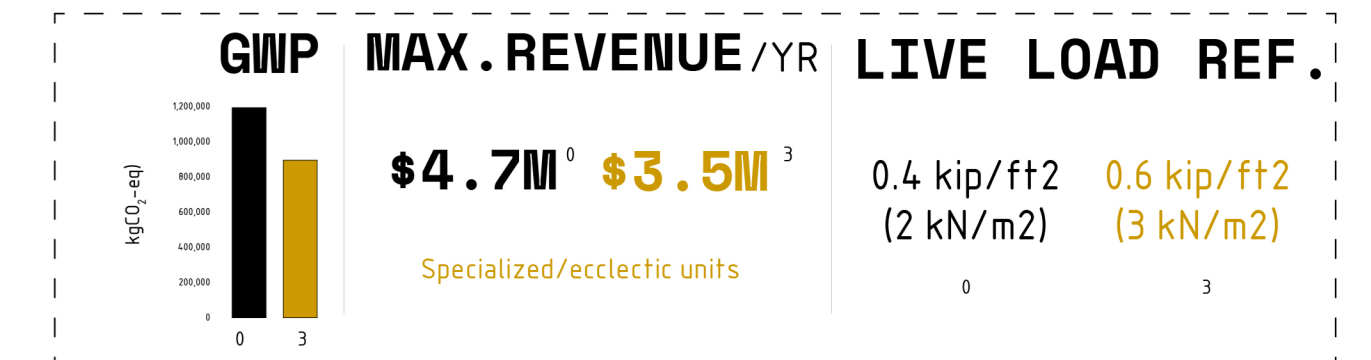 GWP
1,200,000
1,000,000
800,000
600,000
400,000
200,000
0
kgCO2-eq)
0 3
MAX.REVENUE/YR
$4.7M 0 $3.5M 3
Specialized/ecclectic units
LIVE LOAD REF.
0.4 kip/ft2 0.6 kip/ft2
(2 kN/m2) (3 kN/m2)
0 3